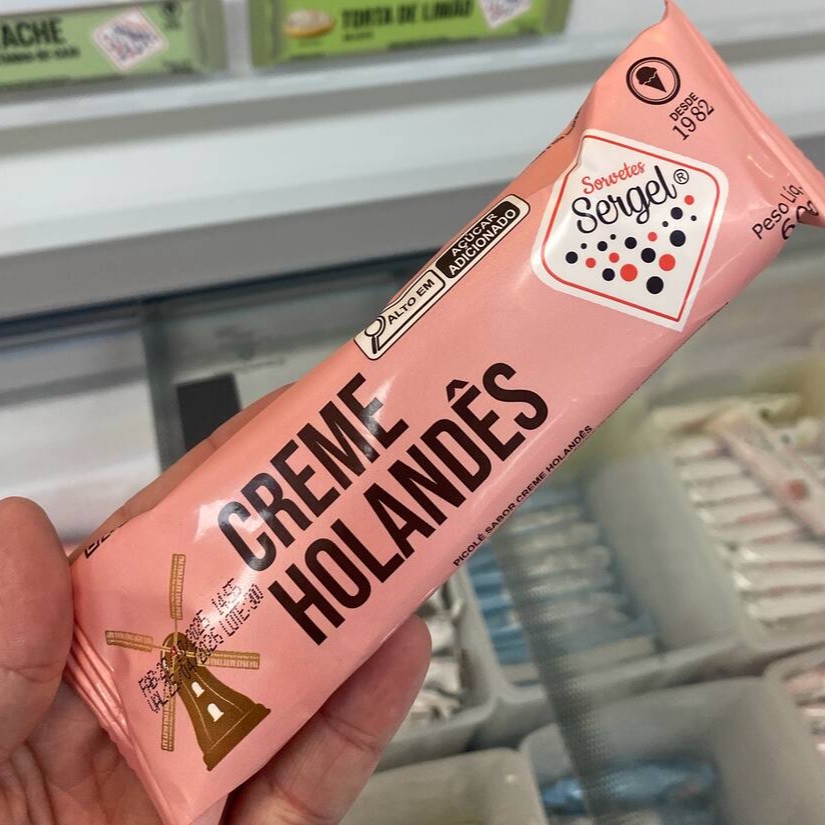 TORTA DE LIMÃO
DESDE
1982
Sorvetes
Sergel®
Peso Líq.
ALTO EM
AÇÚCAR
ADICIONADO
CREME
HOLANDÊS
PICOLÉ SABOR CREME HOLANDÊS